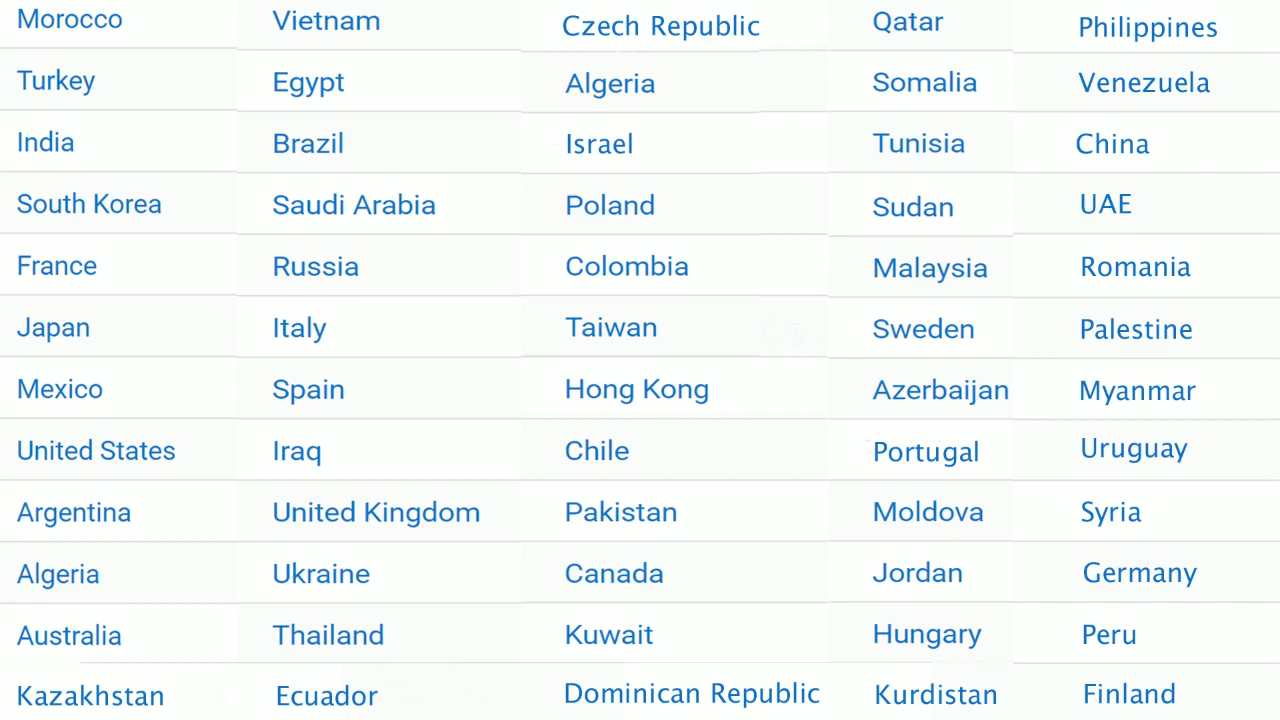 Morocco Vietnam Czech Republic Qatar Philippines
Turkey Egypt Algeria Somalia Venezuela
India Brazil Israel Tunisia China
South Korea Saudi Arabia Poland Sudan UAE
France Russia Colombia Malaysia Romania
Japan Italy Taiwan Sweden Palestine
Mexico Spain Hong Kong Azerbaijan Myanmar
United States Iraq Chile Portugal Uruguay
Argentina United Kingdom Pakistan Moldova Syria
Algeria Ukraine Canada Jordan Germany
Australia Thailand Kuwait Hungary Peru
Kazakhstan Ecuador Dominican Republic Kurdistan Finland